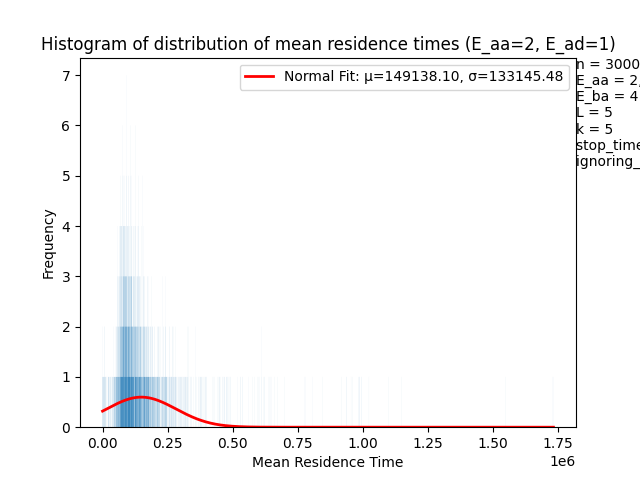 Histogram of distribution of mean residence times (E_aa=2, E_ad=1)
Normal Fit: μ=149138.10, σ=133145.48
n = 3000
E_aa = 2,
E_ba = 4
L = 5
k = 5
stop_time
ignoring_
Frequency
7
6
5
4
3
2
1
0
0.00 0.25 0.50 0.75 1.00 1.25 1.50 1.75
1e6
Mean Residence Time